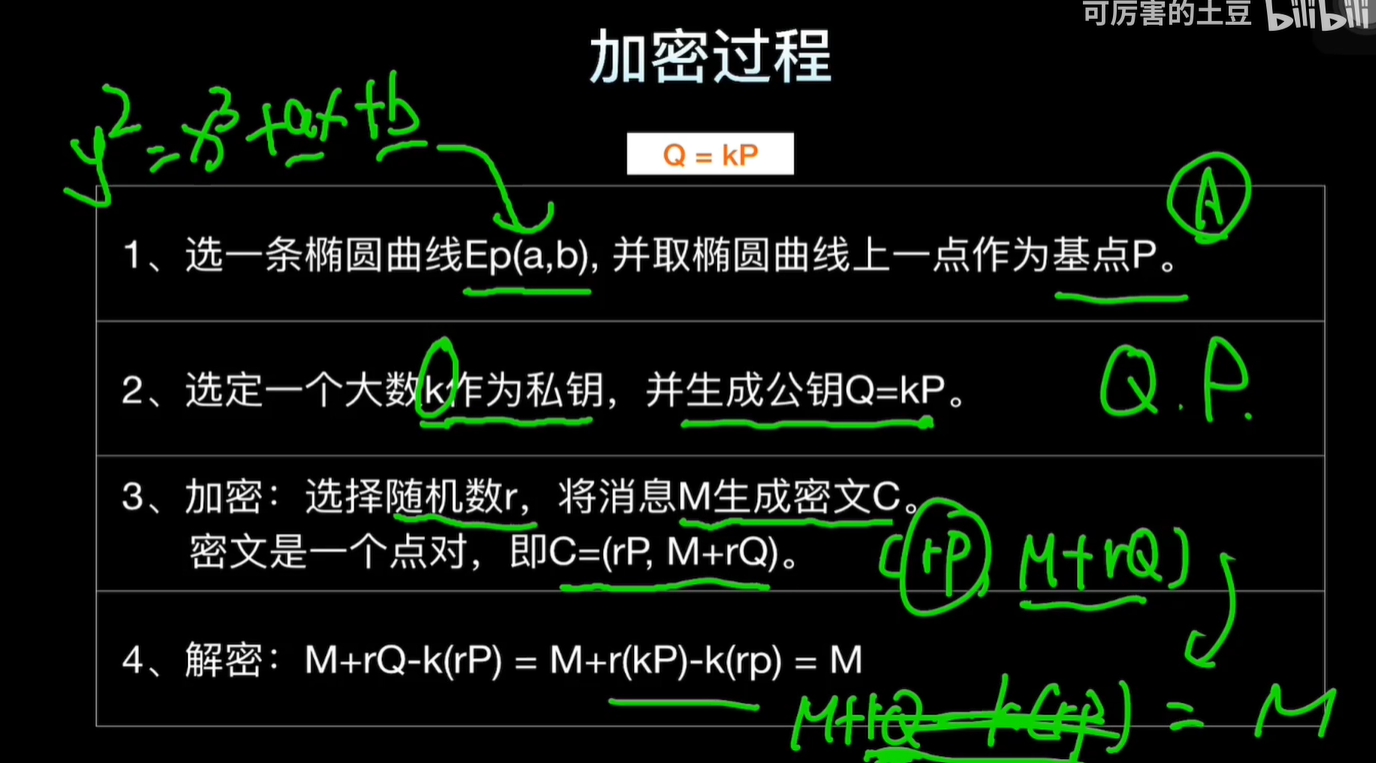 可厉害的土豆 bilibili
加密过程
y²=x³+ax+b
Q = kP
A
1、选一条椭圆曲线Ep(a,b), 并取椭圆曲线上一点作为基点P。
2、选定一个大数k作为私钥，并生成公钥Q=kP。
Q.P.
3、加密：选择随机数r，将消息M生成密文C。
密文是一个点对，即C=(rP, M+rQ)。
(rP, M+rQ)
4、解密：M+rQ-k(rP) = M+r(kP)-k(rp) = M
M+rQ-k(rp) = M